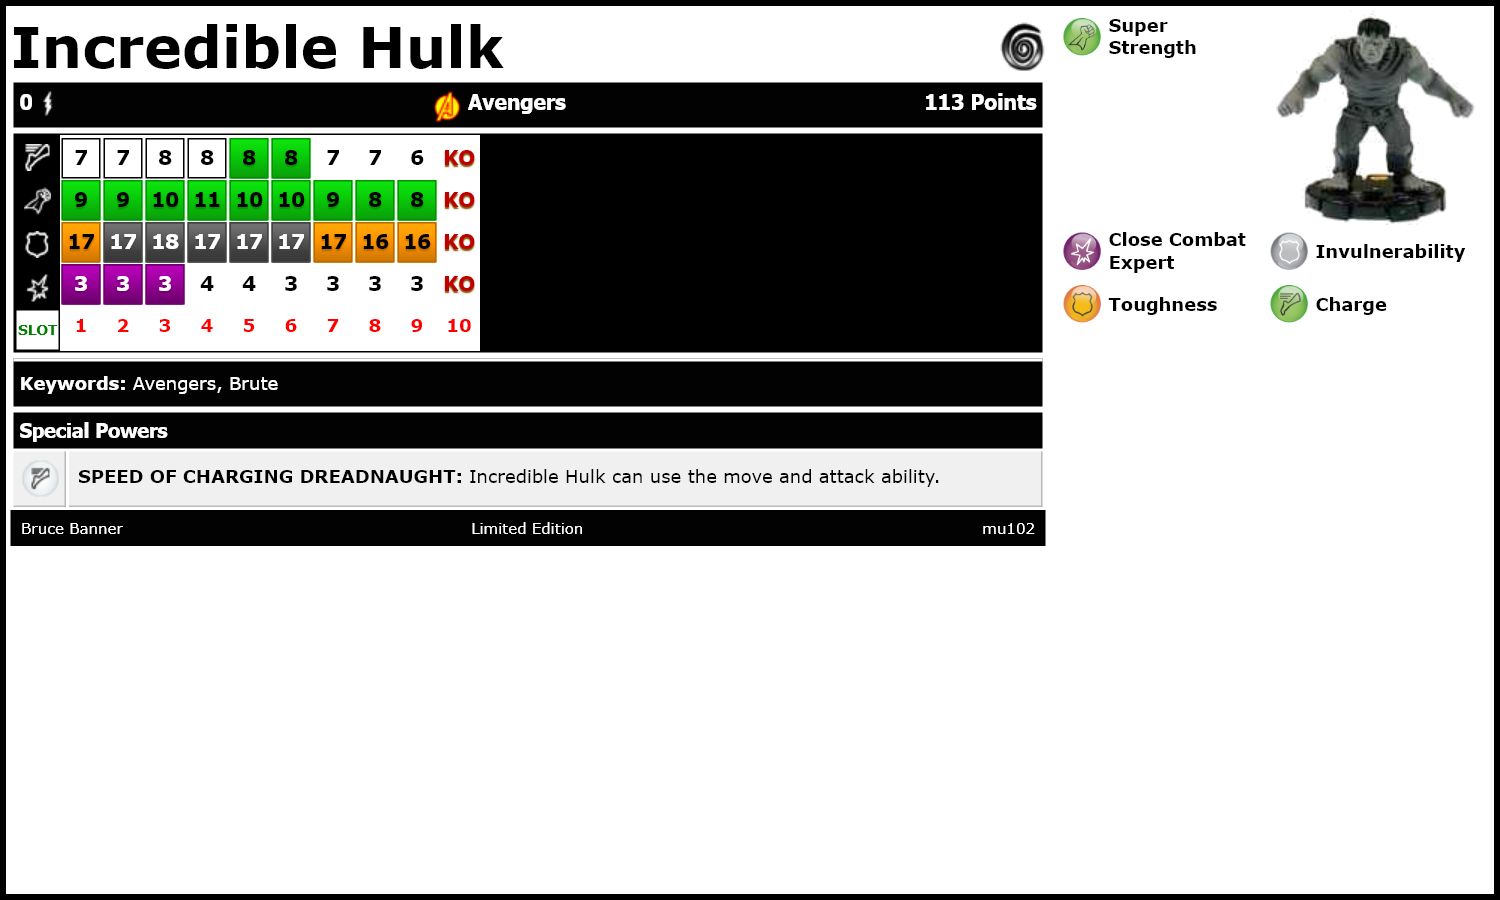 Incredible Hulk
0 Avengers 113 Points
7 7 8 8 8 8 7 7 6 KO
9 9 10 11 10 10 9 8 8 KO
17 17 18 17 17 17 17 16 16 KO
3 3 3 4 4 3 3 3 3 KO
SLOT 1 2 3 4 5 6 7 8 9 10
Keywords: Avengers, Brute
Special Powers
SPEED OF CHARGING DREADNAUGHT: Incredible Hulk can use the move and attack ability.
Bruce Banner Limited Edition mu102
Super
Strength
Close Combat
Expert
Invulnerability
Toughness
Charge